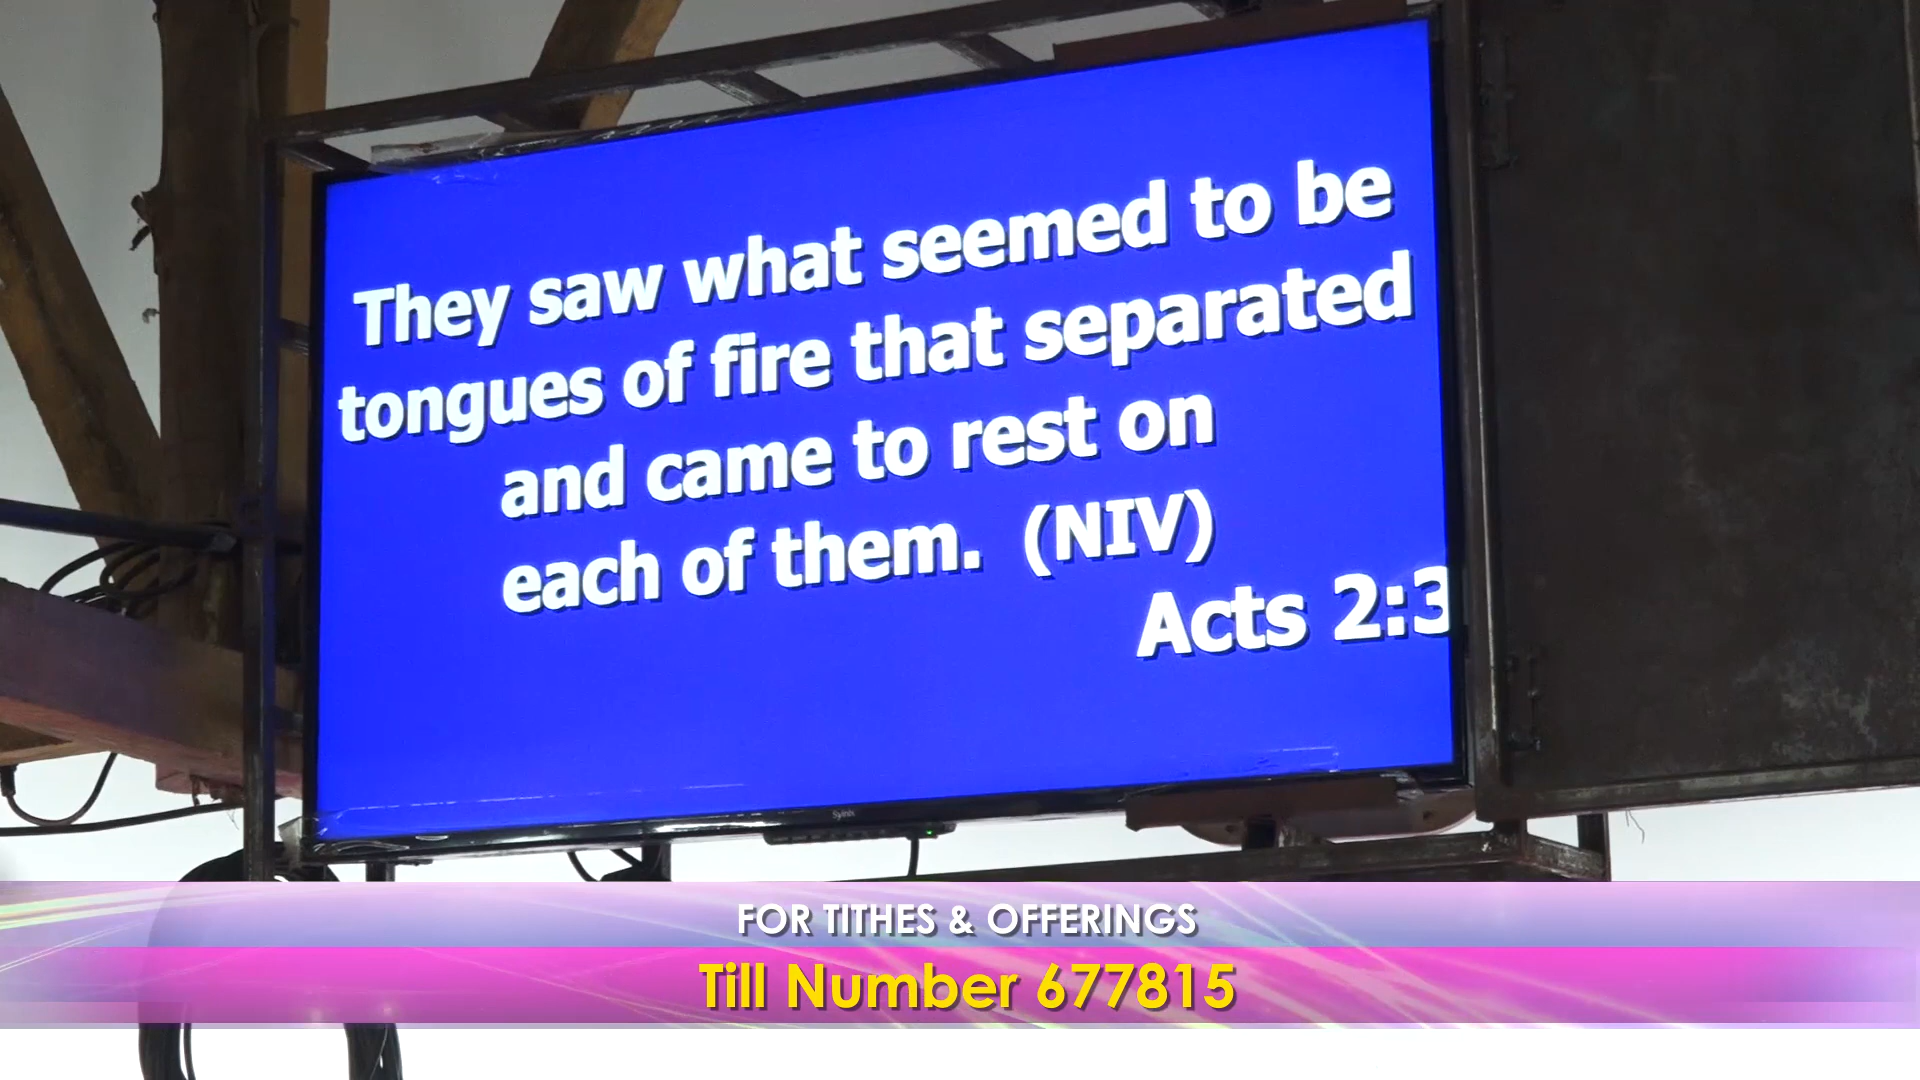 They saw what seemed to be
tongues of fire that separated
and came to rest on
each of them. (NIV)
Acts 2:3
FOR TITHES & OFFERINGS
Till Number 677815